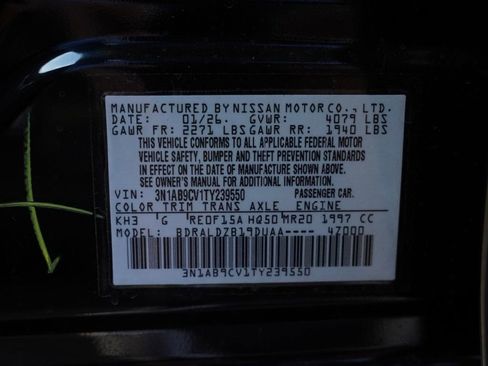 MANUFACTURED BY NISSAN MOTOR CO., LTD.
DATE: 01/26. GVWR: 4079 LBS
GAWR FR: 2271 LBS GAWR RR: 1940 LBS
THIS VEHICLE CONFORMS TO ALL APPLICABLE FEDERAL MOTOR
VEHICLE SAFETY, BUMPER AND THEFT PREVENTION STANDARDS
IN EFFECT ON THE DATE OF MANUFACTURE SHOWN ABOVE.
SEE OWNER'S MANUAL FOR ADDITIONAL INFORMATION.
VIN: 3N1AB9CV1TY239550 PASSENGER CAR.
COLOR TRIM TRANS AXLE ENGINE
KH3 G RE0F15A HQ50 MR20 1997 CC
MODEL: BDRALDZB19DUAA---- 4Z000
3N1AB9CV1TY239550